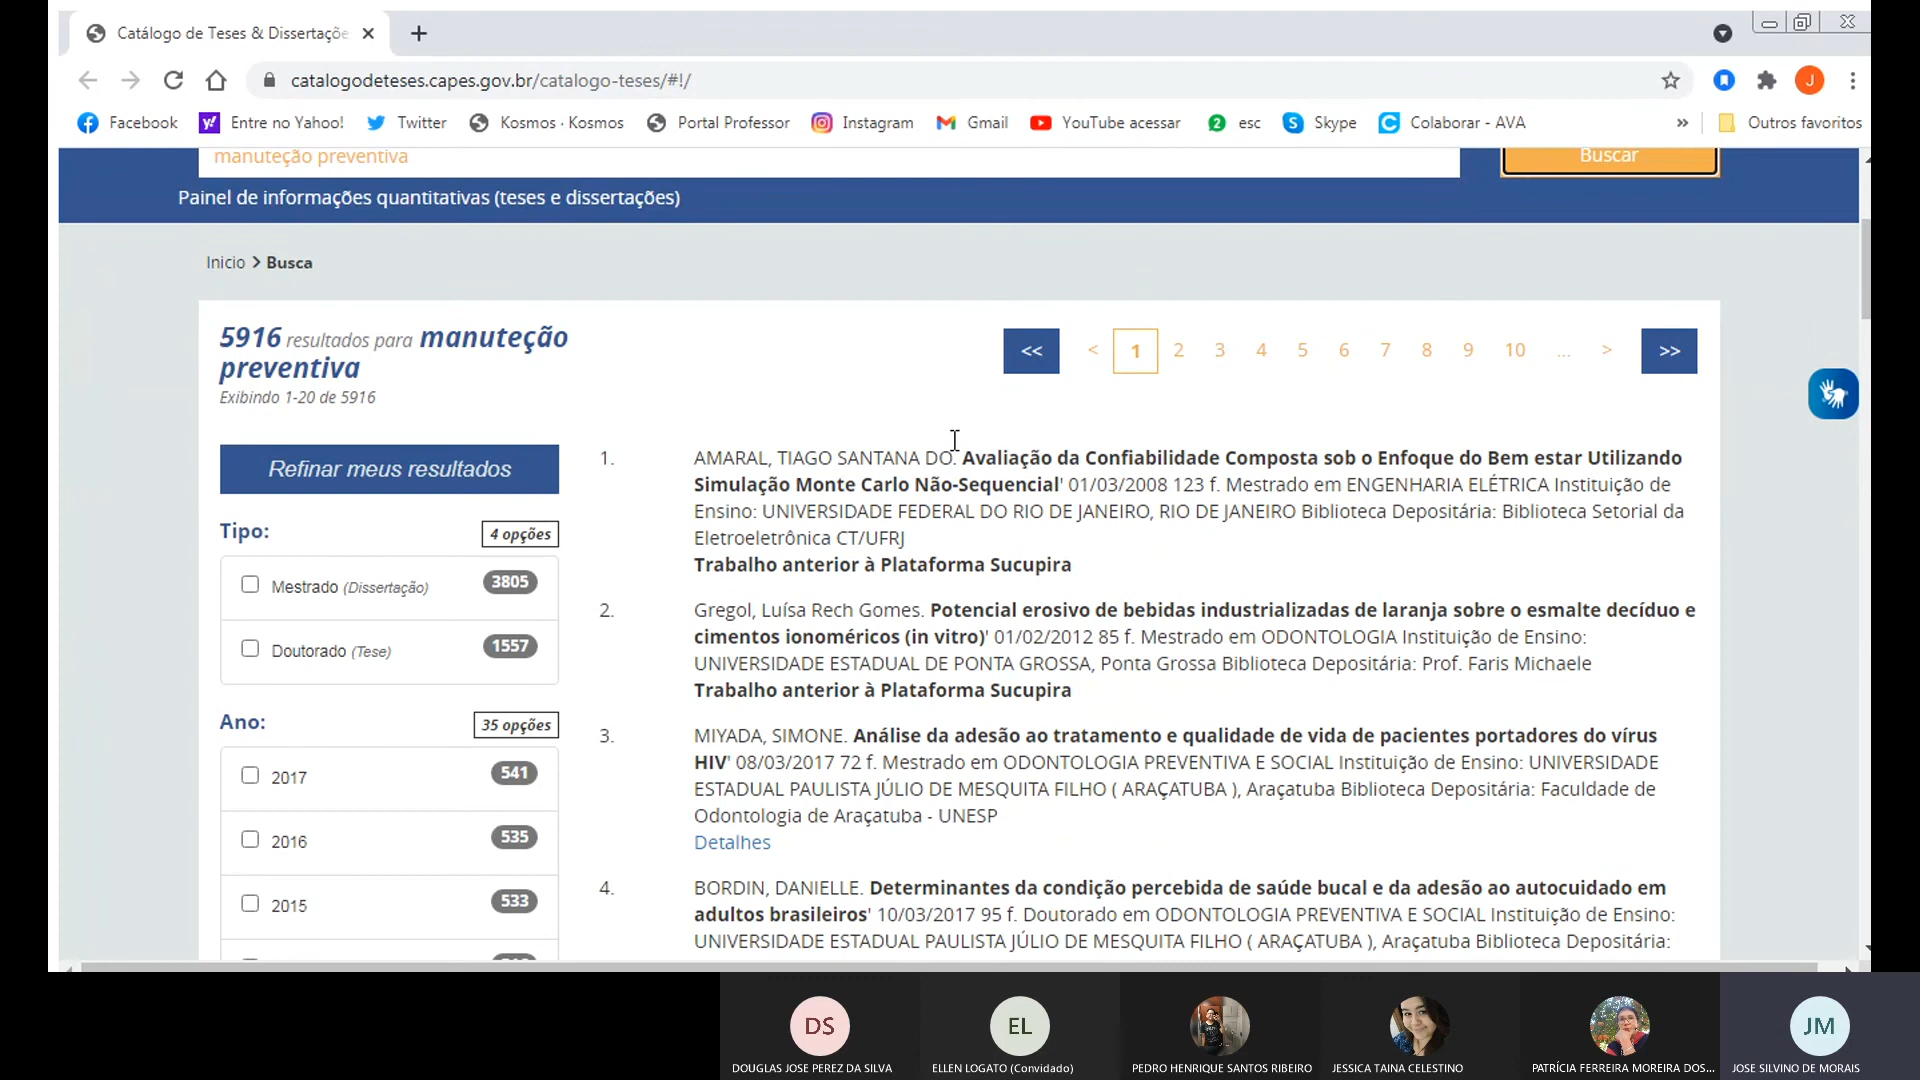 Catálogo de Teses & Dissertaçõe
catalogodeteses.capes.gov.br/catalogo-teses/#!/
J
Facebook
Entre no Yahoo!
Twitter
Kosmos · Kosmos
Portal Professor
Instagram
Gmail
YouTube acessar
2 esc
Skype
Colaborar - AVA
»
Outros favoritos
manuteção preventiva
Buscar
Painel de informações quantitativas (teses e dissertações)
Inicio > Busca
5916 resultados para manuteção
preventiva
Exibindo 1-20 de 5916
<< < 1 2 3 4 5 6 7 8 9 10 ... > >>
Refinar meus resultados
Tipo:
4 opções
Mestrado (Dissertação) 3805
Doutorado (Tese) 1557
Ano:
35 opções
2017 541
2016 535
2015 533
1. AMARAL, TIAGO SANTANA DO. Avaliação da Confiabilidade Composta sob o Enfoque do Bem estar Utilizando
Simulação Monte Carlo Não-Sequencial' 01/03/2008 123 f. Mestrado em ENGENHARIA ELÉTRICA Instituição de
Ensino: UNIVERSIDADE FEDERAL DO RIO DE JANEIRO, RIO DE JANEIRO Biblioteca Depositária: Biblioteca Setorial da
Eletroeletrônica CT/UFRJ
Trabalho anterior à Plataforma Sucupira
2. Gregol, Luísa Rech Gomes. Potencial erosivo de bebidas industrializadas de laranja sobre o esmalte decíduo e
cimentos ionoméricos (in vitro)' 01/02/2012 85 f. Mestrado em ODONTOLOGIA Instituição de Ensino:
UNIVERSIDADE ESTADUAL DE PONTA GROSSA, Ponta Grossa Biblioteca Depositária: Prof. Faris Michaele
Trabalho anterior à Plataforma Sucupira
3. MIYADA, SIMONE. Análise da adesão ao tratamento e qualidade de vida de pacientes portadores do vírus
HIV' 08/03/2017 72 f. Mestrado em ODONTOLOGIA PREVENTIVA E SOCIAL Instituição de Ensino: UNIVERSIDADE
ESTADUAL PAULISTA JÚLIO DE MESQUITA FILHO ( ARAÇATUBA ), Araçatuba Biblioteca Depositária: Faculdade de
Odontologia de Araçatuba - UNESP
Detalhes
4. BORDIN, DANIELLE. Determinantes da condição percebida de saúde bucal e da adesão ao autocuidado em
adultos brasileiros' 10/03/2017 95 f. Doutorado em ODONTOLOGIA PREVENTIVA E SOCIAL Instituição de Ensino:
UNIVERSIDADE ESTADUAL PAULISTA JÚLIO DE MESQUITA FILHO ( ARAÇATUBA ), Araçatuba Biblioteca Depositária:
DS
EL
JM
DOUGLAS JOSE PEREZ DA SILVA
ELLEN LOGATO (Convidado)
PEDRO HENRIQUE SANTOS RIBEIRO
JESSICA TAINA CELESTINO
PATRÍCIA FERREIRA MOREIRA DOS...
JOSE SILVINO DE MORAIS